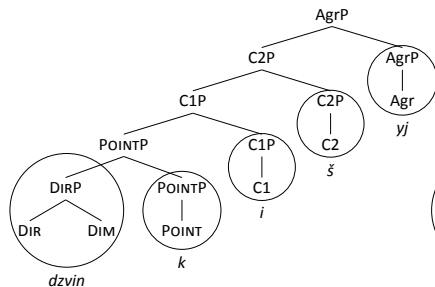 AgrP
C2P AgrP
C1P C2P Agr
POINTP C1P C2 yj
DIRP POINTP C1 š
DIR DIM POINT i
dzvin k